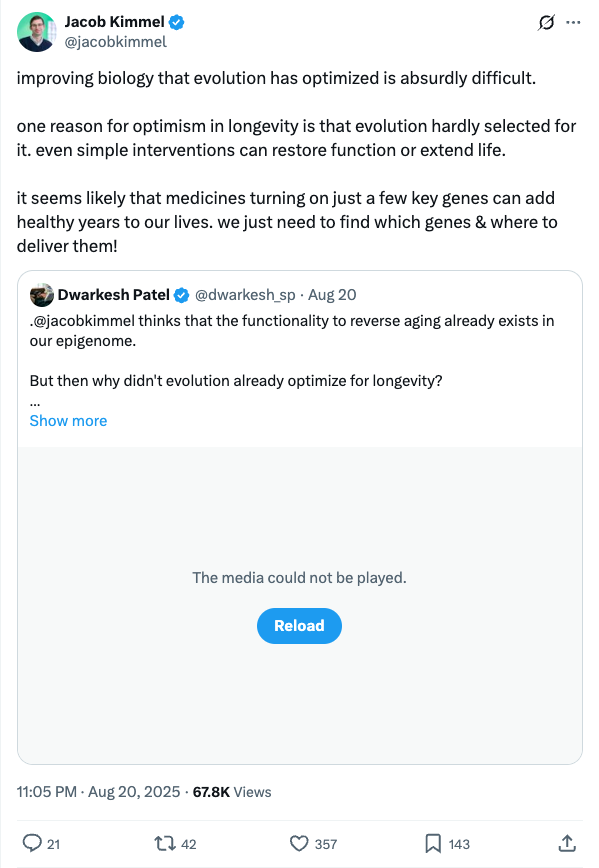 Jacob Kimmel
@jacobkimmel
improving biology that evolution has optimized is absurdly difficult.
one reason for optimism in longevity is that evolution hardly selected for
it. even simple interventions can restore function or extend life.
it seems likely that medicines turning on just a few key genes can add
healthy years to our lives. we just need to find which genes & where to
deliver them!
Dwarkesh Patel @dwarkesh_sp · Aug 20
.@jacobkimmel thinks that the functionality to reverse aging already exists in
our epigenome.
But then why didn't evolution already optimize for longevity?
...
Show more
The media could not be played.
Reload
11:05 PM · Aug 20, 2025 · 67.8K Views
21 42 357 143